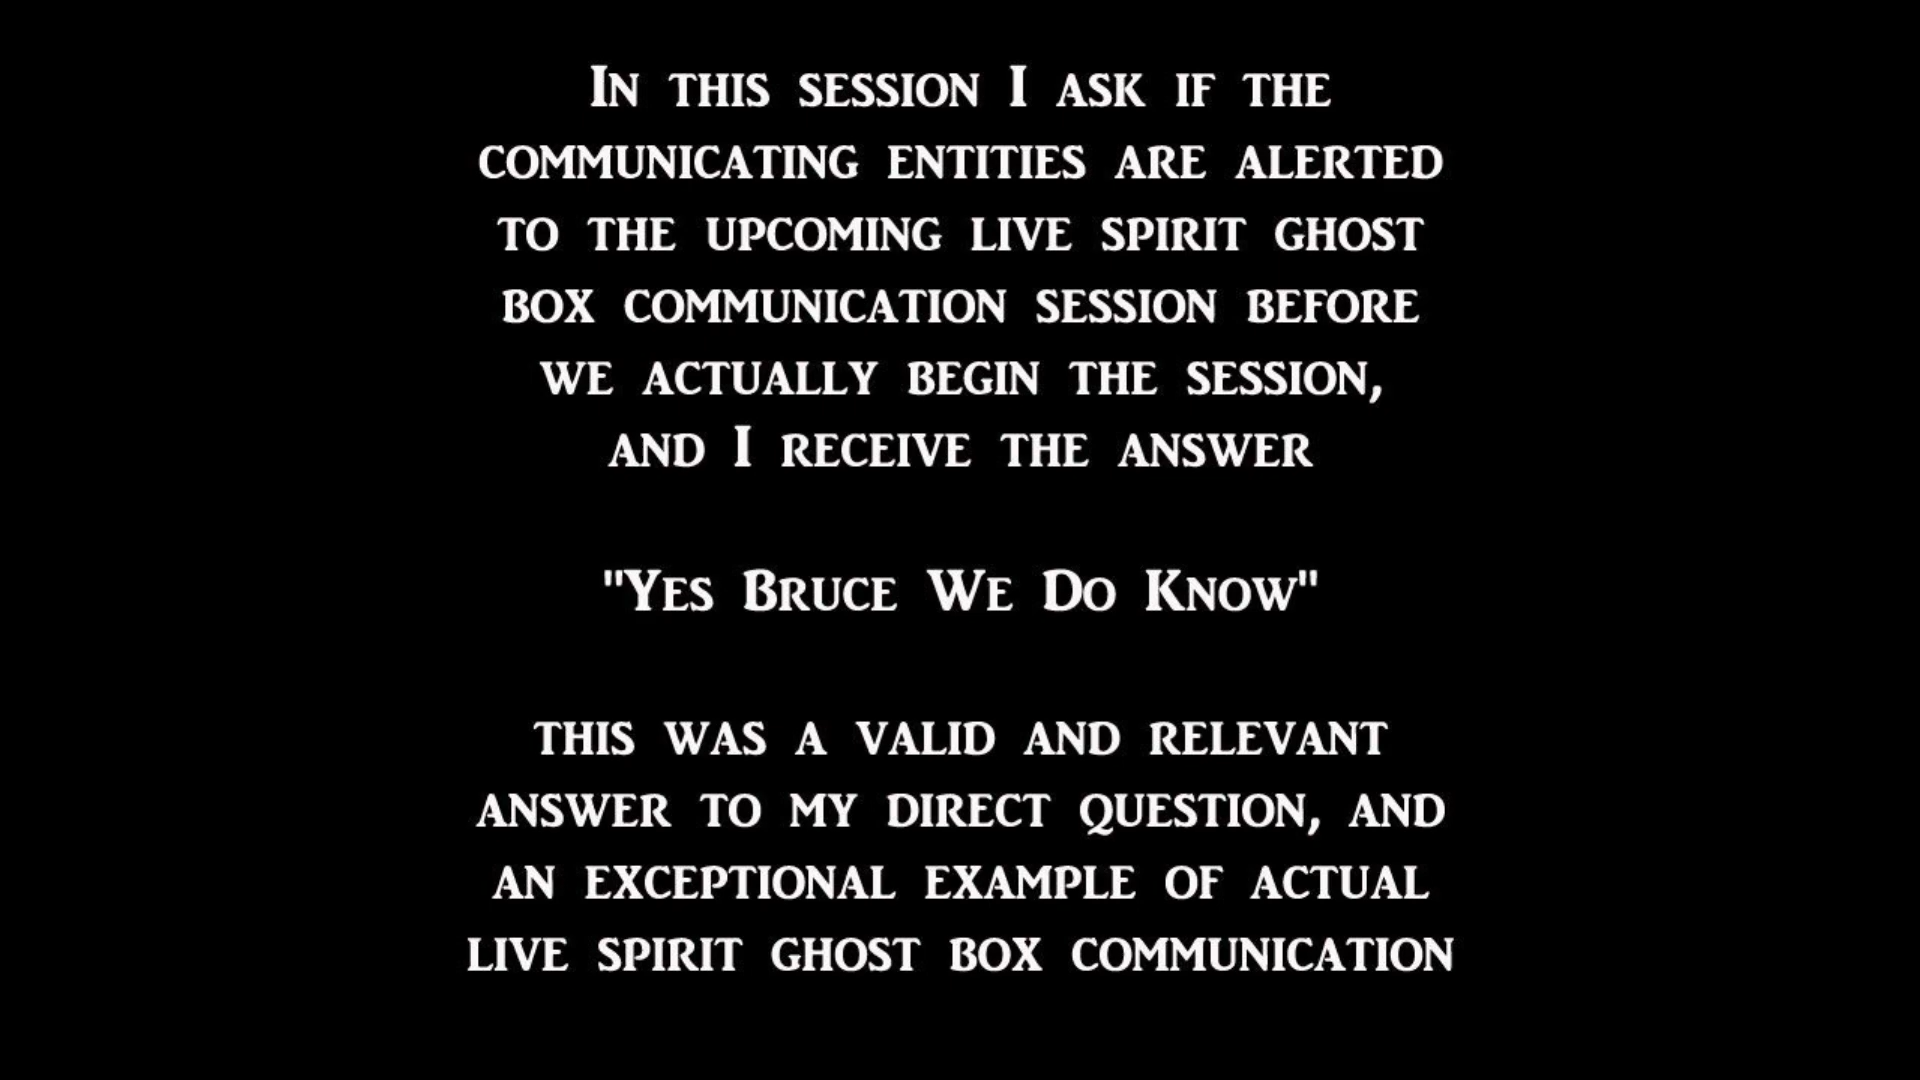 In this session I ask if the
communicating entities are alerted
to the upcoming live spirit ghost
box communication session before
we actually begin the session,
and I receive the answer
"Yes Bruce We Do Know"
this was a valid and relevant
answer to my direct question, and
an exceptional example of actual
live spirit ghost box communication